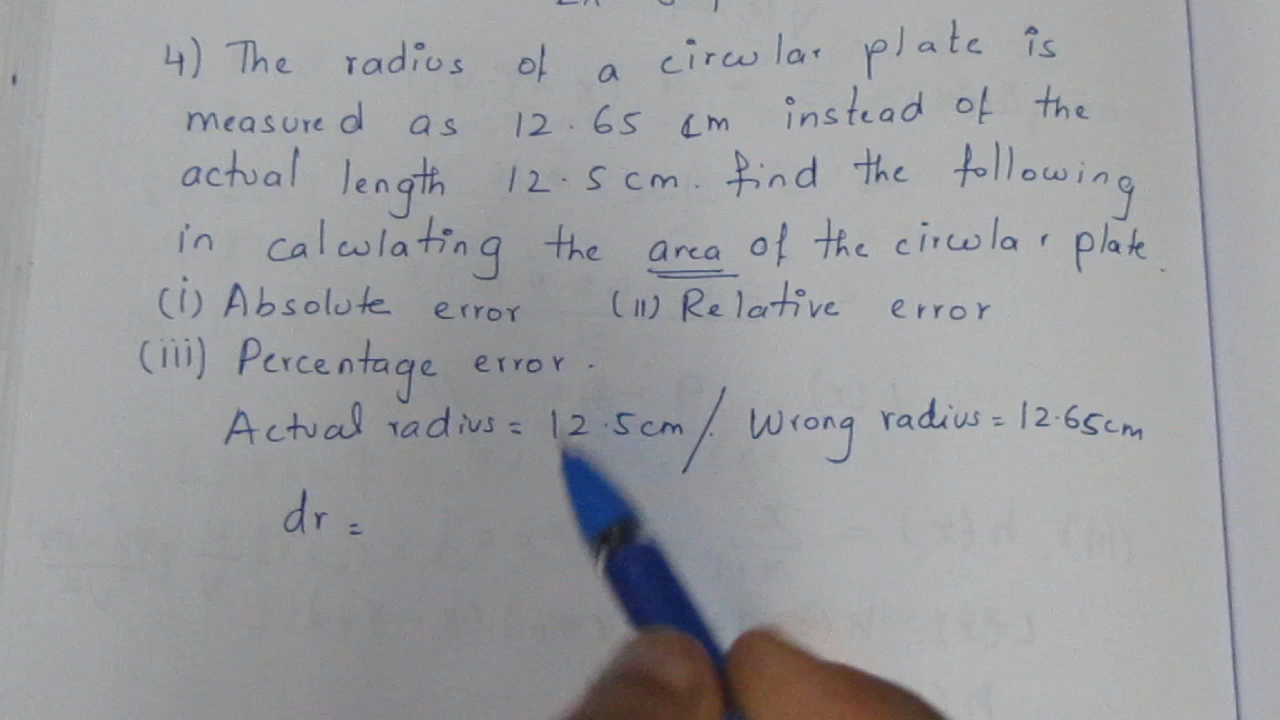 4) The radius of a circular plate is
measured as 12.65 cm instead of the
actual length 12.5 cm. find the following
in calculating the area of the circular plate.
(i) Absolute error (ii) Relative error
(iii) Percentage error.
Actual radius = 12.5cm / Wrong radius = 12.65cm
dr =